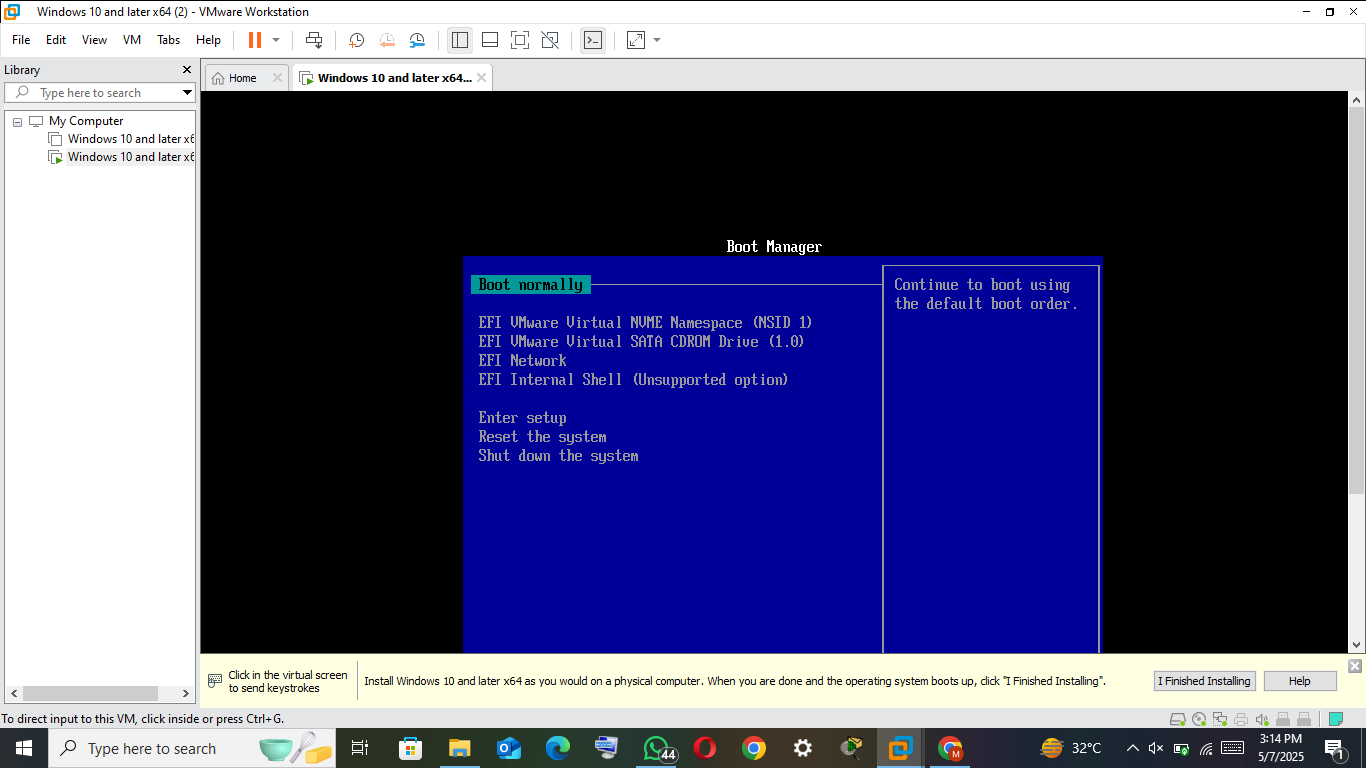 Windows 10 and later x64 (2) - VMware Workstation
File Edit View VM Tabs Help
Library
Type here to search
My Computer
Windows 10 and later x6
Windows 10 and later x6
Home
Windows 10 and later x64...
Boot Manager
Boot normally
EFI VMware Virtual NVME Namespace (NSID 1)
EFI VMware Virtual SATA CDROM Drive (1.0)
EFI Network
EFI Internal Shell (Unsupported option)
Enter setup
Reset the system
Shut down the system
Continue to boot using
the default boot order.
Click in the virtual screen
to send keystrokes
Install Windows 10 and later x64 as you would on a physical computer. When you are done and the operating system boots up, click "I Finished Installing".
I Finished Installing
Help
To direct input to this VM, click inside or press Ctrl+G.
Type here to search
44
M
32°C
3:14 PM
5/7/2025
1